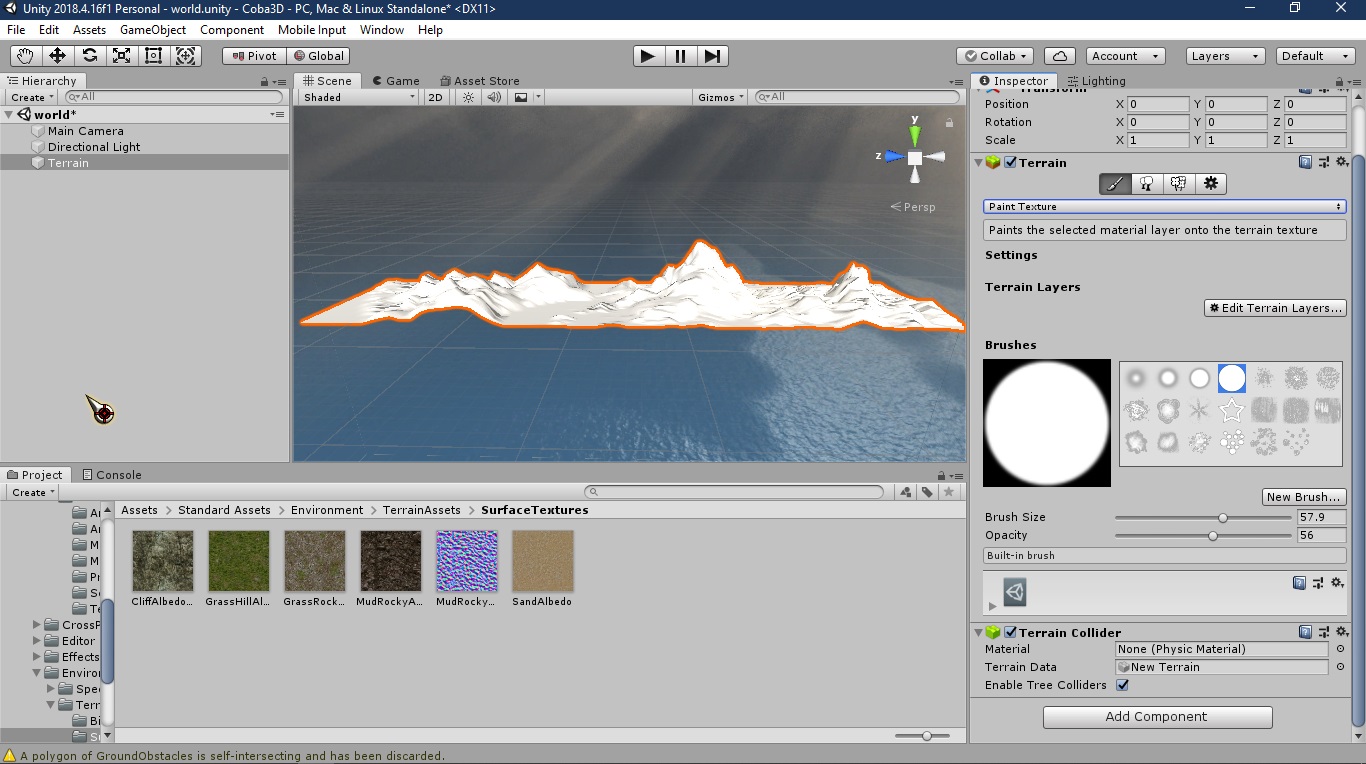 Unity 2018.4.16f1 Personal - world.unity - Coba3D - PC, Mac & Linux Standalone* <DX11>
File Edit Assets GameObject Component Mobile Input Window Help
Pivot Global Collab Account Layers Default
Hierarchy
Create All
world*
Main Camera
Directional Light
Terrain
Scene Game Asset Store
Shaded 2D Gizmos All
y
z
Persp
Inspector Lighting
Transform
Position X 0 Y 0 Z 0
Rotation X 0 Y 0 Z 0
Scale X 1 Y 1 Z 1
Terrain
Paint Texture
Paints the selected material layer onto the terrain texture
Settings
Terrain Layers
Edit Terrain Layers...
Brushes
New Brush...
Brush Size 57.9
Opacity 56
Built-in brush
Terrain Collider
Material None (Physic Material)
Terrain Data New Terrain
Enable Tree Colliders
Add Component
Project Console
Create
Assets > Standard Assets > Environment > TerrainAssets > SurfaceTextures
CliffAlbedo... GrassHillAl... GrassRock... MudRockyA... MudRocky... SandAlbedo
CrossP
Editor
Effects
Environ
Spe
Terr
Bi
A polygon of GroundObstacles is self-intersecting and has been discarded.